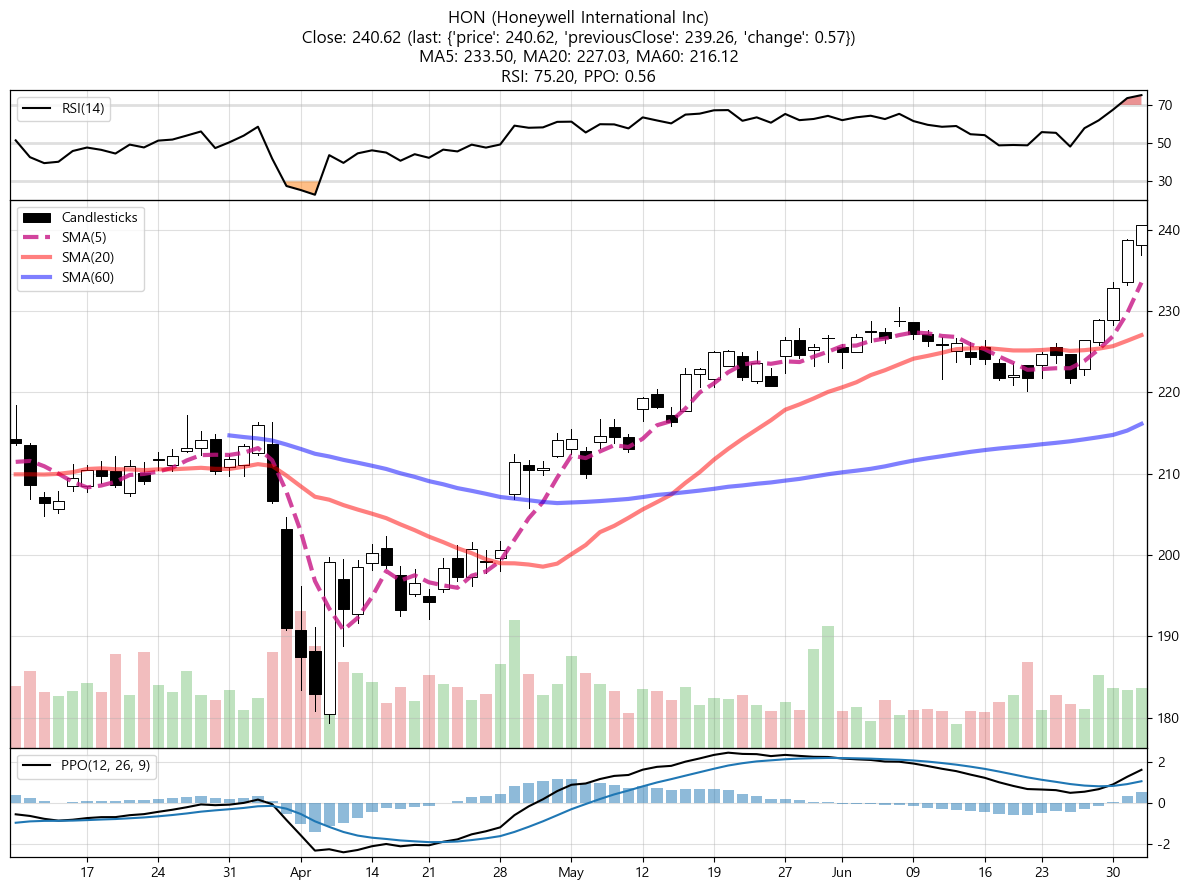 HON (Honeywell International Inc)
Close: 240.62 (last: {'price': 240.62, 'previousClose': 239.26, 'change': 0.57})
MA5: 233.50, MA20: 227.03, MA60: 216.12
RSI: 75.20, PPO: 0.56
RSI(14)
70
50
30
Candlesticks
SMA(5)
SMA(20)
SMA(60)
240
230
220
210
200
190
180
PPO(12, 26, 9)
2
0
-2
17 24 31 Apr 14 21 28 May 12 19 27 Jun 09 16 23 30